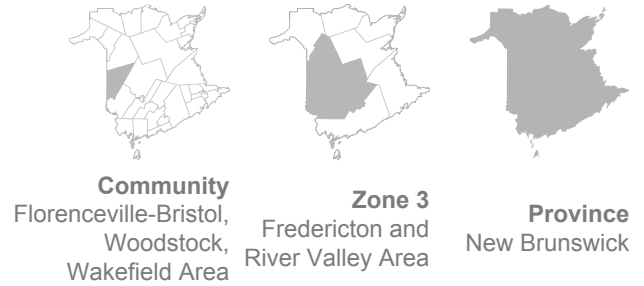 Community
Florenceville-Bristol,
Woodstock,
Wakefield Area
Zone 3
Fredericton and
River Valley Area
Province
New Brunswick